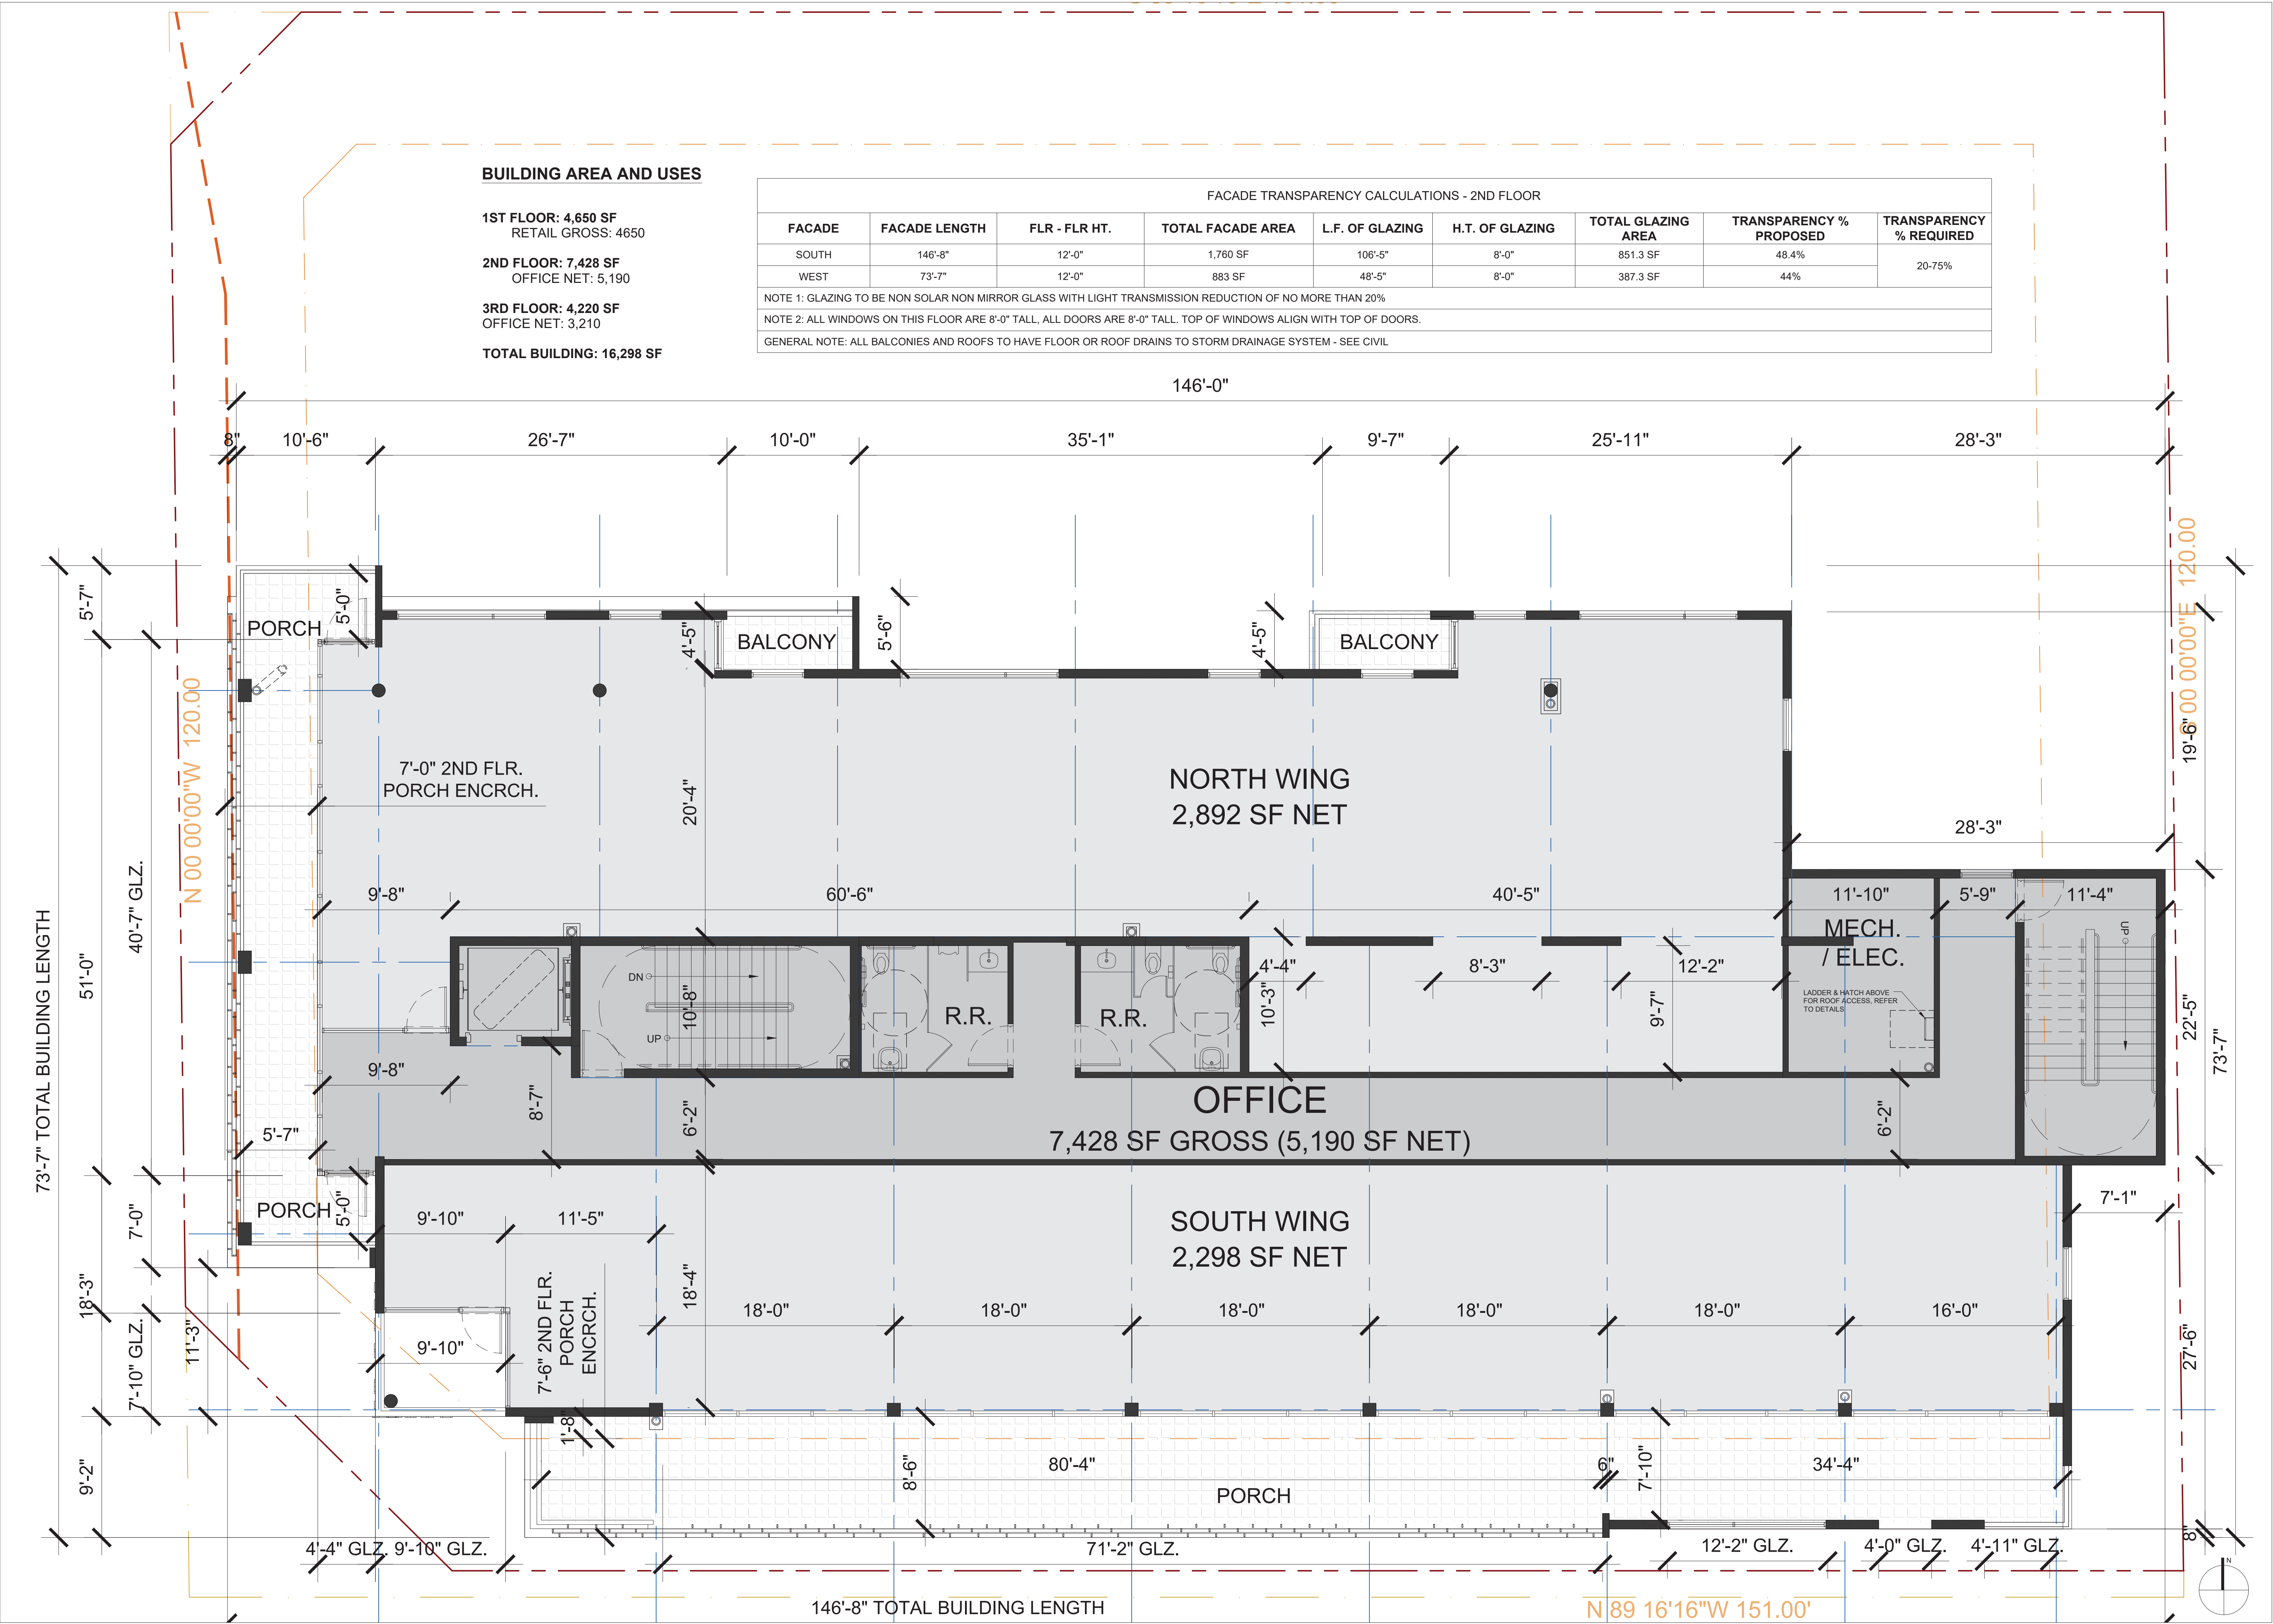 BUILDING AREA AND USES
1ST FLOOR: 4,650 SF
RETAIL GROSS: 4650
2ND FLOOR: 7,428 SF
OFFICE NET: 5,190
3RD FLOOR: 4,220 SF
OFFICE NET: 3,210
TOTAL BUILDING: 16,298 SF
FACADE TRANSPARENCY CALCULATIONS - 2ND FLOOR
FACADE FACADE LENGTH FLR - FLR HT. TOTAL FACADE AREA L.F. OF GLAZING H.T. OF GLAZING TOTAL GLAZING AREA TRANSPARENCY % PROPOSED TRANSPARENCY % REQUIRED
SOUTH 146'-8" 12'-0" 1,760 SF 106'-5" 8'-0" 851.3 SF 48.4% 20-75%
WEST 73'-7" 12'-0" 883 SF 48'-5" 8'-0" 387.3 SF 44%
NOTE 1: GLAZING TO BE NON SOLAR NON MIRROR GLASS WITH LIGHT TRANSMISSION REDUCTION OF NO MORE THAN 20%
NOTE 2: ALL WINDOWS ON THIS FLOOR ARE 8'-0" TALL, ALL DOORS ARE 8'-0" TALL. TOP OF WINDOWS ALIGN WITH TOP OF DOORS.
GENERAL NOTE: ALL BALCONIES AND ROOFS TO HAVE FLOOR OR ROOF DRAINS TO STORM DRAINAGE SYSTEM - SEE CIVIL
146'-0"
8" 10'-6" 26'-7" 10'-0" 35'-1" 9'-7" 25'-11" 28'-3"
5'-7"
5'-0"
PORCH
4'-5"
BALCONY
5'-6"
4'-5"
BALCONY
N 00 00'00"W 120.00
00 00'00"E 120.00
19'-6"
7'-0" 2ND FLR.
PORCH ENCRCH.
20'-4"
NORTH WING
2,892 SF NET
28'-3"
40'-7" GLZ.
9'-8" 60'-6" 40'-5" 11'-10" 5'-9" 11'-4"
MECH.
/ ELEC.
UP
73'-7" TOTAL BUILDING LENGTH
51'-0"
DN
UP
10'-8"
R.R.
R.R.
4'-4"
10'-3"
8'-3"
12'-2"
9'-7"
LADDER & HATCH ABOVE
FOR ROOF ACCESS, REFER
TO DETAILS
22'-5"
73'-7"
9'-8"
8'-7"
6'-2"
6'-2"
OFFICE
7,428 SF GROSS (5,190 SF NET)
5'-7"
PORCH
5'-0"
7'-0"
9'-10" 11'-5"
SOUTH WING
2,298 SF NET
7'-1"
18'-3"
7'-10" GLZ.
11'-3"
9'-10"
7'-6" 2ND FLR.
PORCH
ENCRCH.
18'-4"
18'-0" 18'-0" 18'-0" 18'-0" 18'-0" 16'-0"
27'-6"
9'-2"
1'-8"
8'-6"
80'-4"
6"
7'-10"
34'-4"
PORCH
8"
4'-4" GLZ. 9'-10" GLZ. 71'-2" GLZ. 12'-2" GLZ. 4'-0" GLZ. 4'-11" GLZ.
N
146'-8" TOTAL BUILDING LENGTH
N 89 16'16"W 151.00'